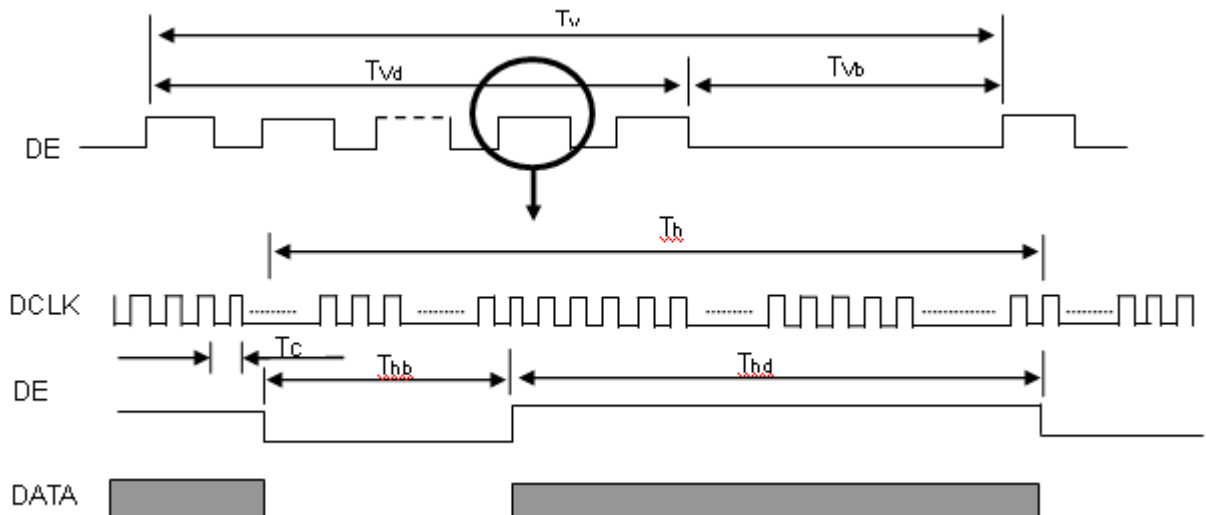 Tv
Tvd
Tvb
DE
Th
DCLK
Tc
Thb
Thd
DE
DATA